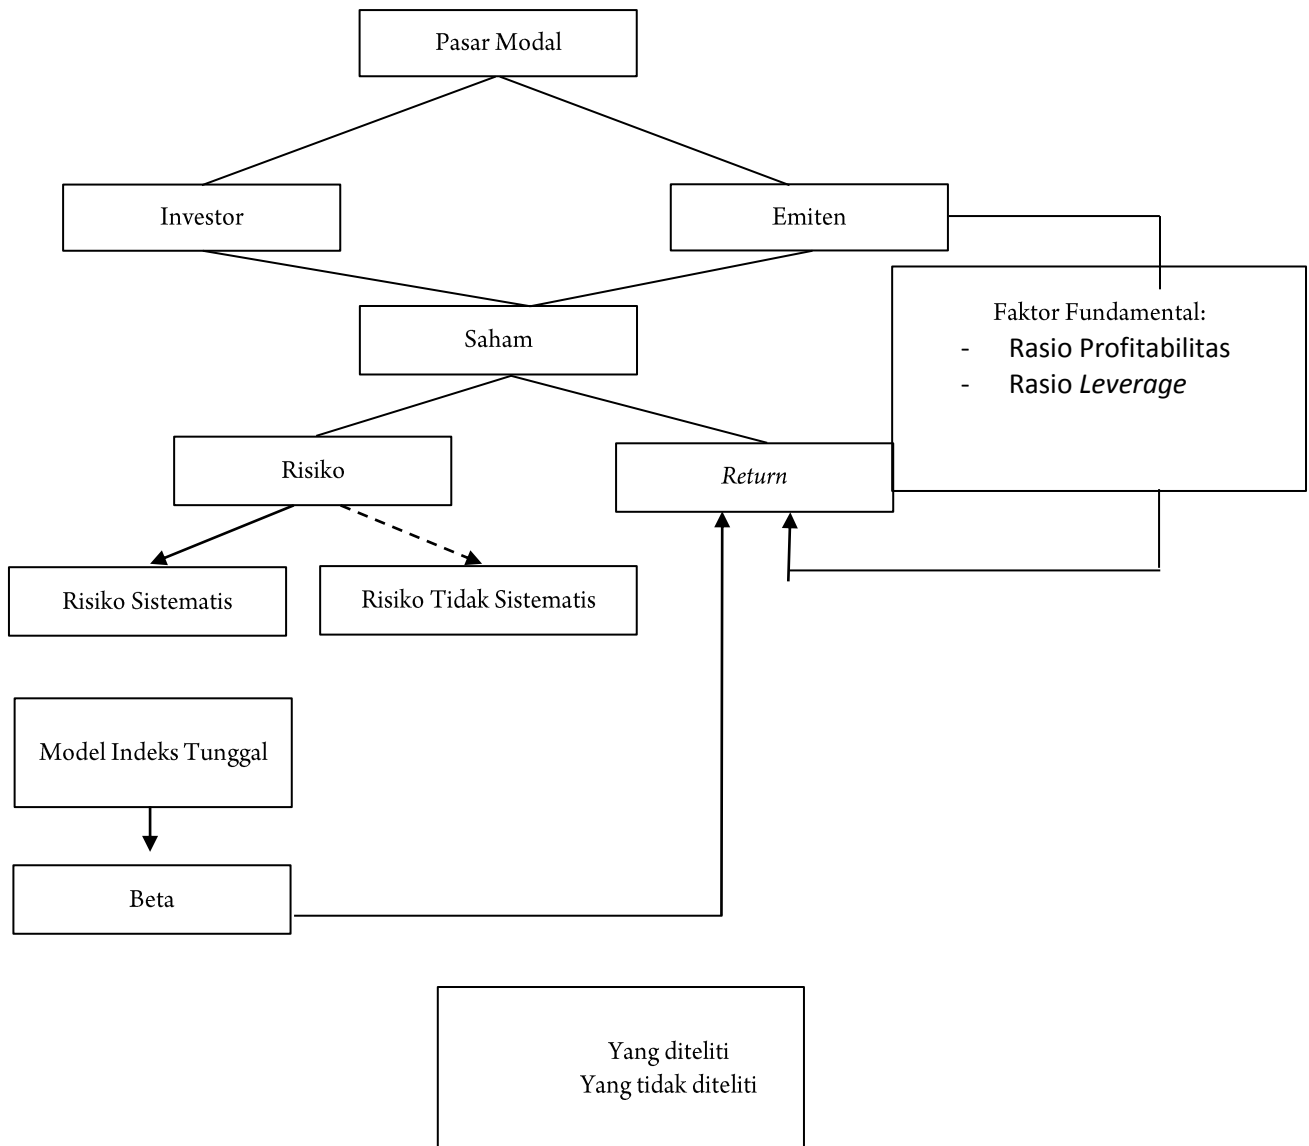 Pasar Modal
Investor
Emiten
Faktor Fundamental:
- Rasio Profitabilitas
- Rasio Leverage
Saham
Risiko
Return
Risiko Sistematis
Risiko Tidak Sistematis
Model Indeks Tunggal
Beta
Yang diteliti
Yang tidak diteliti